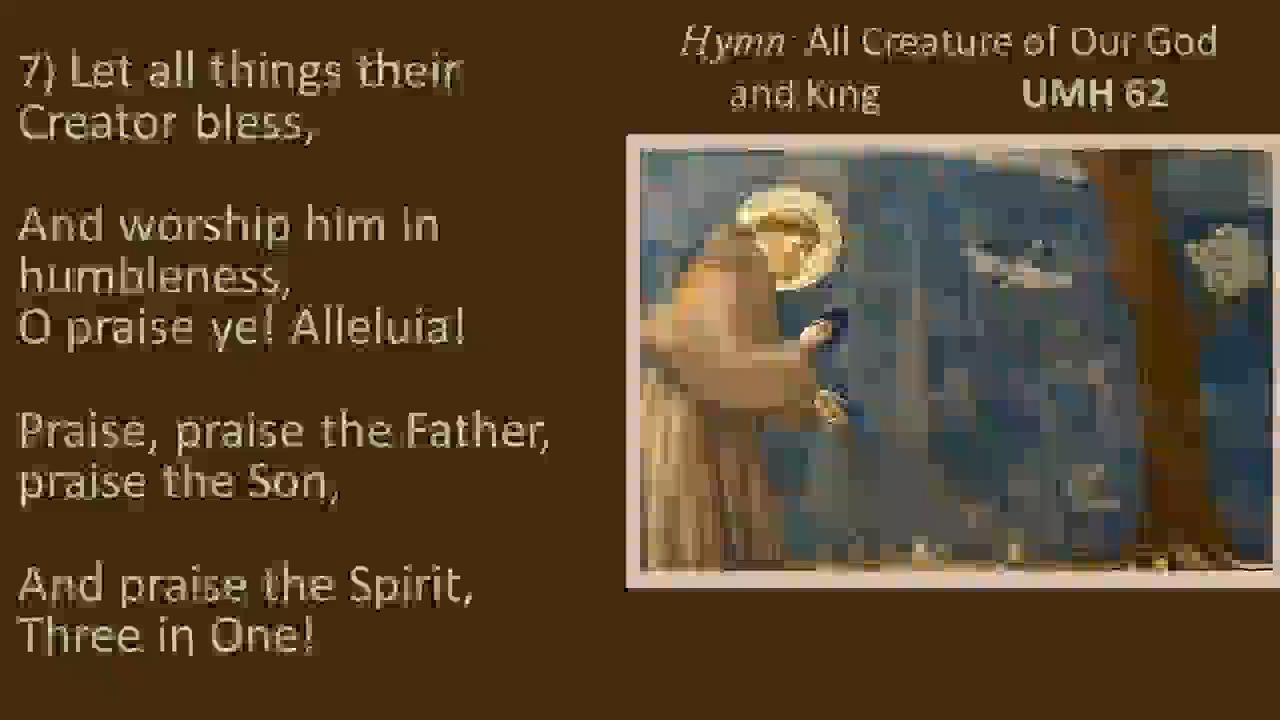 Hymn All Creature of Our God
and King UMH 62
7) Let all things their
Creator bless,
And worship him in
humbleness,
O praise ye! Alleluia!
Praise, praise the Father,
praise the Son,
And praise the Spirit,
Three in One!